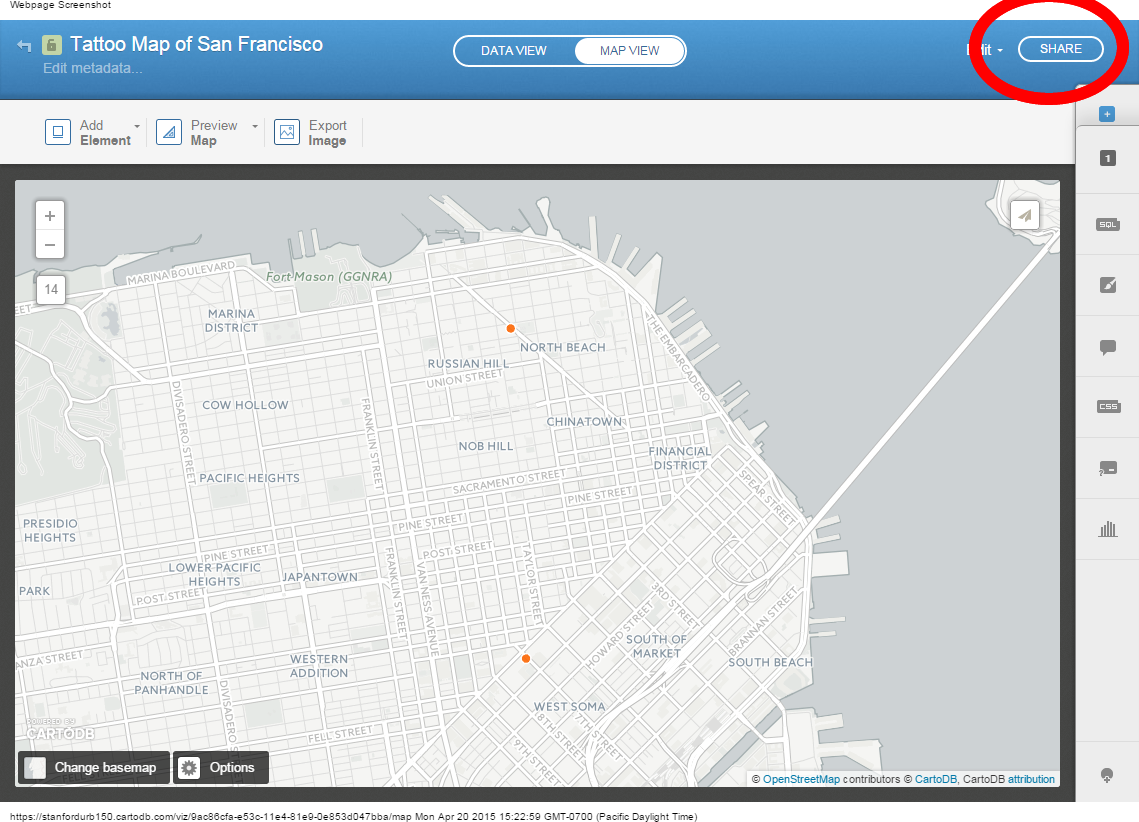 Webpage Screenshot
Tattoo Map of San Francisco
Edit metadata...
DATA VIEW
MAP VIEW
SHARE
Add
Element
Preview
Map
Export
Image
+
−
14
1
SQL
CSS
MARINA BOULEVARD
Fort Mason (GGNRA)
MARINA
DISTRICT
NORTH BEACH
RUSSIAN HILL
UNION STREET
THE EMBARCADERO
COW HOLLOW
DIVISADERO STREET
FRANKLIN STREET
CHINATOWN
NOB HILL
FINANCIAL
DISTRICT
PACIFIC HEIGHTS
SACRAMENTO STREET
PINE STREET
SPEAR STREET
PRESIDIO
HEIGHTS
PINE STREET
PINE STREET
POST STREET
LOWER PACIFIC
HEIGHTS
JAPANTOWN
FRANKLIN STREET
VAN NESS AVENUE
TAYLOR STREET
PARK
POST STREET
3RD STREET
HOWARD STREET
BRANNAN STREET
SOUTH OF
MARKET
SOUTH BEACH
ANZA STREET
WESTERN
ADDITION
NORTH OF
PANHANDLE
DIVISADERO S
WEST SOMA
7TH STREET
9TH STREET
FELL STREET
POWERED BY
CARTODB
Change basemap
Options
© OpenStreetMap contributors © CartoDB, CartoDB attribution
https://stanfordurb150.cartodb.com/viz/9ac86cfa-e53c-11e4-81e9-0e853d047bba/map Mon Apr 20 2015 15:22:59 GMT-0700 (Pacific Daylight Time)